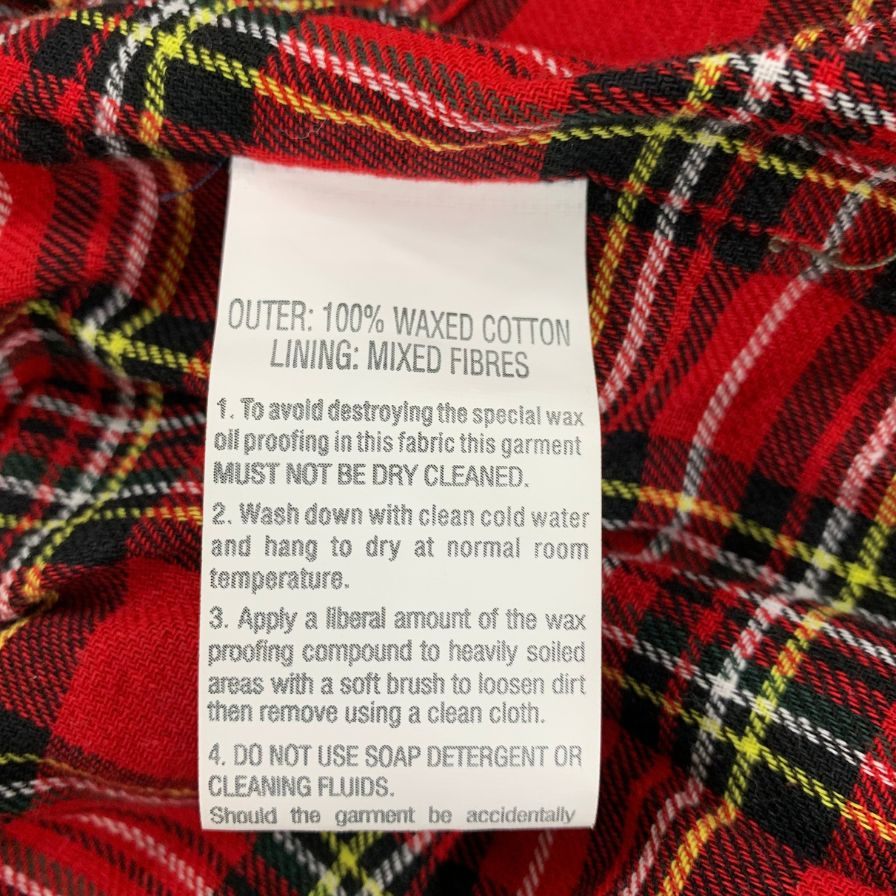 OUTER: 100% WAXED COTTON
LINING: MIXED FIBRES
1. To avoid destroying the special wax
oil proofing in this fabric this garment
MUST NOT BE DRY CLEANED.
2. Wash down with clean cold water
and hang to dry at normal room
temperature.
3. Apply a liberal amount of the wax
proofing compound to heavily soiled
areas with a soft brush to loosen dirt
then remove using a clean cloth.
4. DO NOT USE SOAP DETERGENT OR
CLEANING FLUIDS.
Should the garment be accidentally